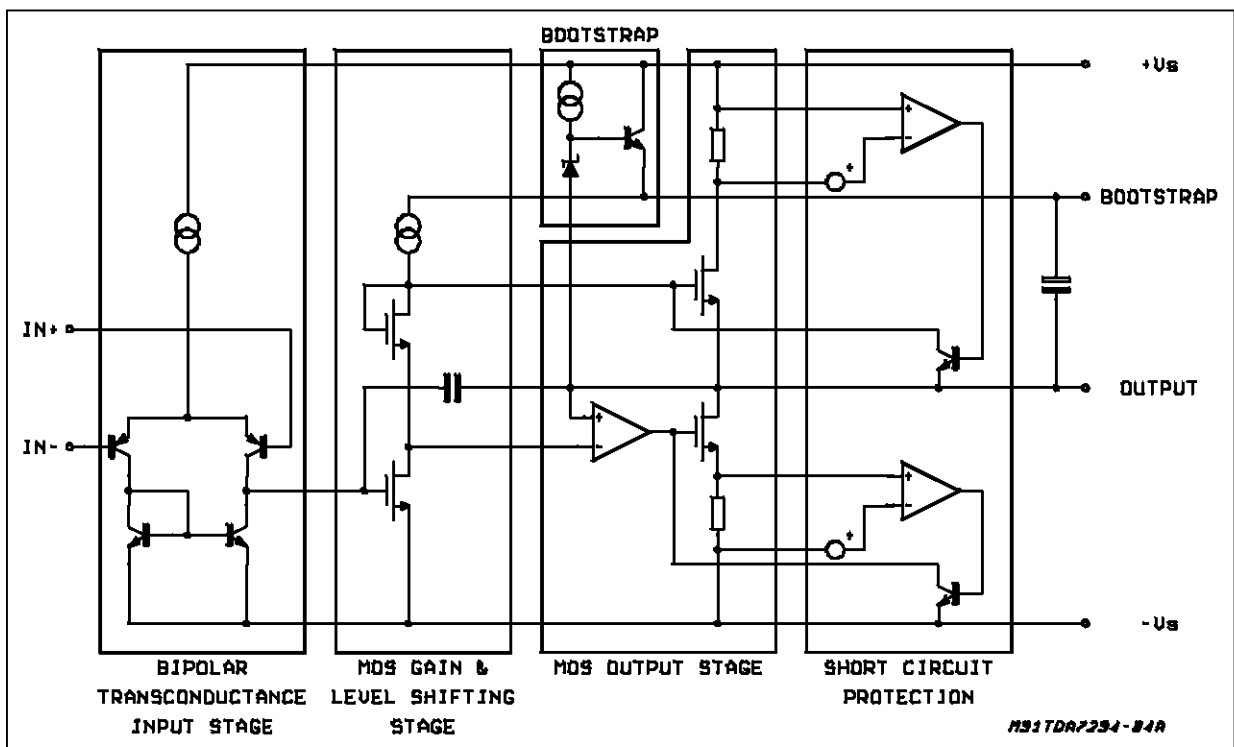 BOOTSTRAP
+Vs
+
-
+
BOOTSTRAP
IN+
OUTPUT
IN-
+
-
+
-
+
-Vs
BIPOLAR
TRANSCONDUCTANCE
INPUT STAGE
MOS GAIN &
LEVEL SHIFTING
STAGE
MOS OUTPUT STAGE
SHORT CIRCUIT
PROTECTION
M91TDA7294-04A